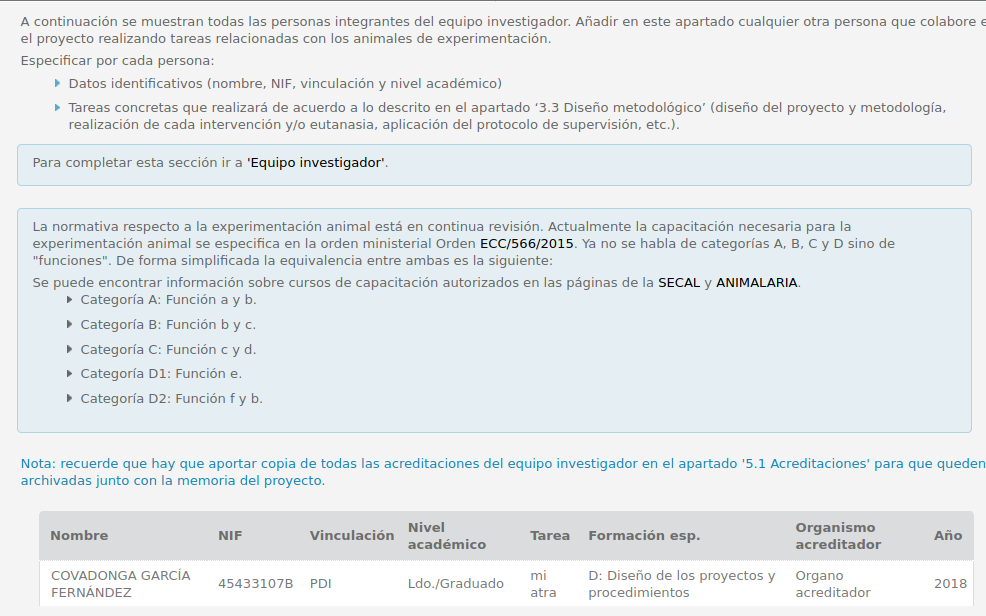 A continuación se muestran todas las personas integrantes del equipo investigador. Añadir en este apartado cualquier otra persona que colabore
el proyecto realizando tareas relacionadas con los animales de experimentación.
Especificar por cada persona:
Datos identificativos (nombre, NIF, vinculación y nivel académico)
Tareas concretas que realizará de acuerdo a lo descrito en el apartado ‘3.3 Diseño metodológico’ (diseño del proyecto y metodología,
realización de cada intervención y/o eutanasia, aplicación del protocolo de supervisión, etc.).
Para completar esta sección ir a 'Equipo investigador'.
La normativa respecto a la experimentación animal está en continua revisión. Actualmente la capacitación necesaria para la
experimentación animal se especifica en la orden ministerial Orden ECC/566/2015. Ya no se habla de categorías A, B, C y D sino de
"funciones". De forma simplificada la equivalencia entre ambas es la siguiente:
Se puede encontrar información sobre cursos de capacitación autorizados en las páginas de la SECAL y ANIMALARIA.
Categoría A: Función a y b.
Categoría B: Función b y c.
Categoría C: Función c y d.
Categoría D1: Función e.
Categoría D2: Función f y b.
Nota: recuerde que hay que aportar copia de todas las acreditaciones del equipo investigador en el apartado '5.1 Acreditaciones' para que queden
archivadas junto con la memoria del proyecto.
Nombre NIF Vinculación Nivel académico Tarea Formación esp. Organismo acreditador Año
COVADONGA GARCÍA FERNÁNDEZ 45433107B PDI Ldo./Graduado mi atra D: Diseño de los proyectos y procedimientos Organo acreditador 2018